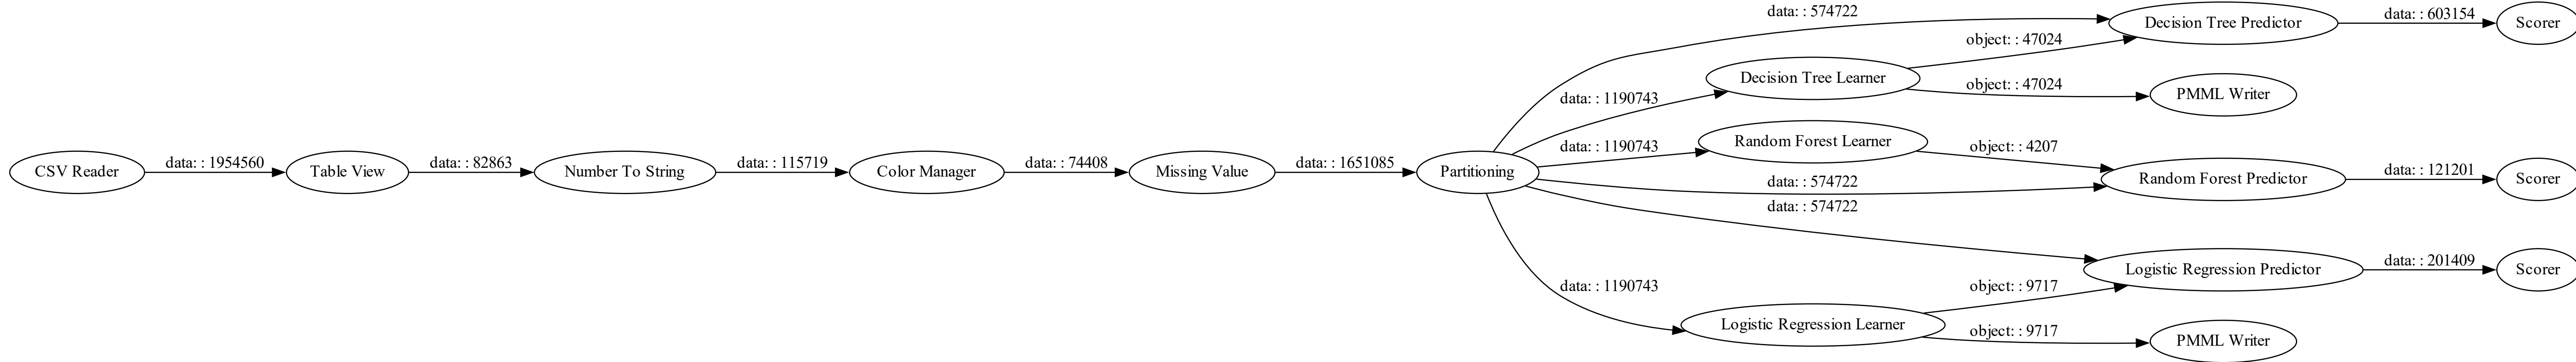 data: : 574722
Decision Tree Predictor
data: : 603154
Scorer
object: : 47024
Decision Tree Learner
object: : 47024
PMML Writer
data: : 1190743
data: : 1190743
Random Forest Learner
object: : 4207
CSV Reader
data: : 1954560
Table View
data: : 82863
Number To String
data: : 115719
Color Manager
data: : 74408
Missing Value
data: : 1651085
Partitioning
data: : 574722
Random Forest Predictor
data: : 121201
Scorer
data: : 574722
Logistic Regression Predictor
data: : 201409
Scorer
data: : 1190743
object: : 9717
Logistic Regression Learner
object: : 9717
PMML Writer